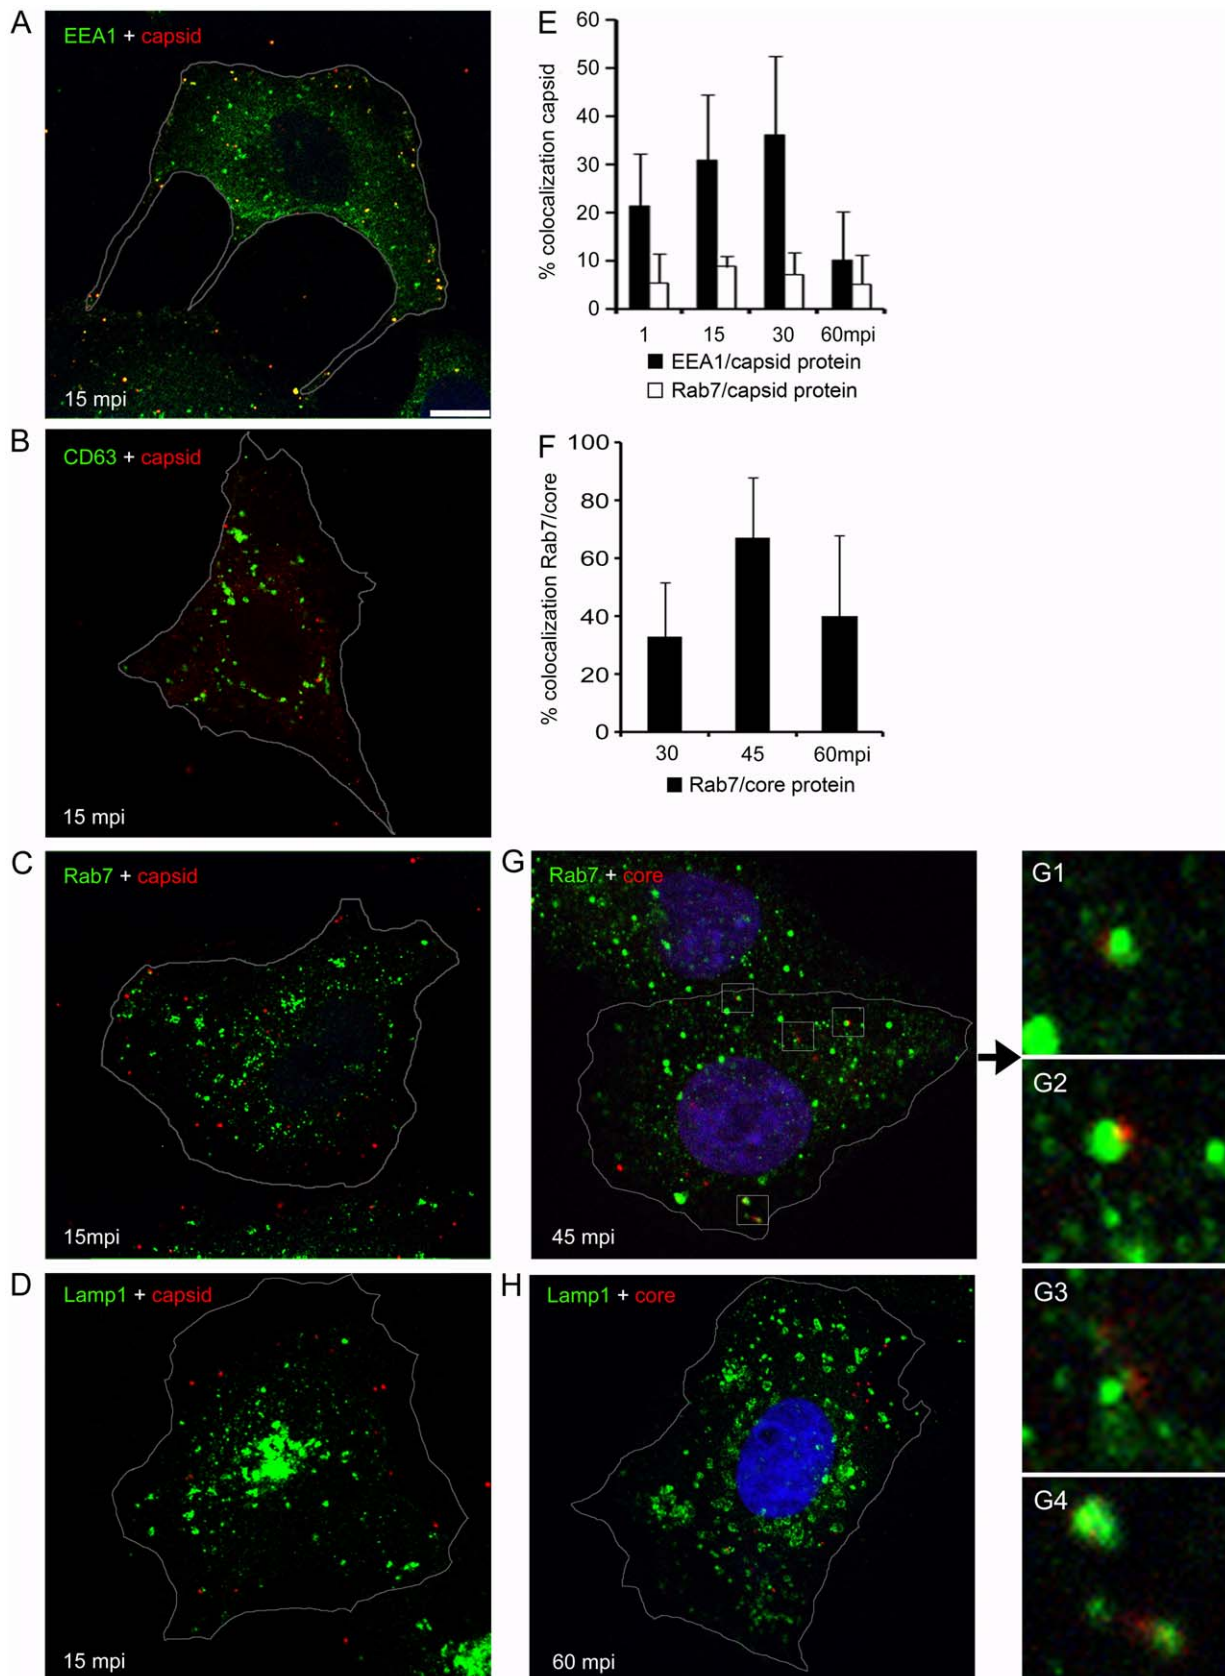 A
EEA1 + capsid
15 mpi
B
CD63 + capsid
15 mpi
C
Rab7 + capsid
15mpi
D
Lamp1 + capsid
15 mpi
E
% colocalization capsid
60
50
40
30
20
10
0
1 15 30 60mpi
EEA1/capsid protein
Rab7/capsid protein
F
% colocalization Rab7/core
100
80
60
40
20
0
30 45 60mpi
Rab7/core protein
G
Rab7 + core
45 mpi
G1
G2
G3
G4
H
Lamp1 + core
60 mpi